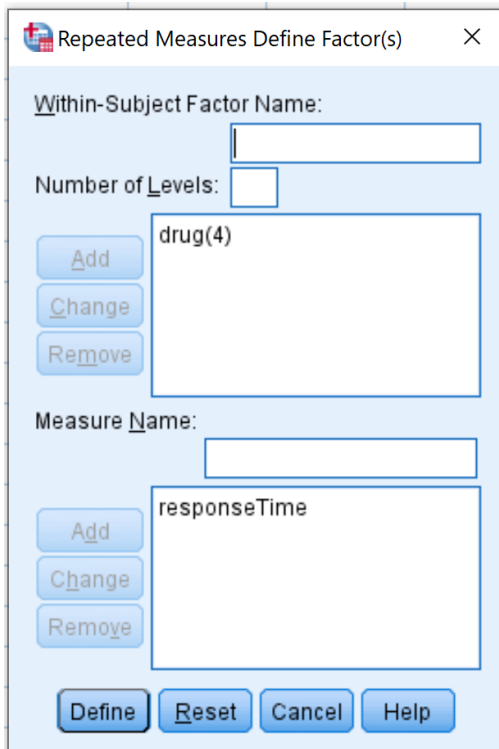 Repeated Measures Define Factor(s)
Within-Subject Factor Name:
Number of Levels:
drug(4)
Add
Change
Remove
Measure Name:
responseTime
Add
Change
Remove
Define Reset Cancel Help